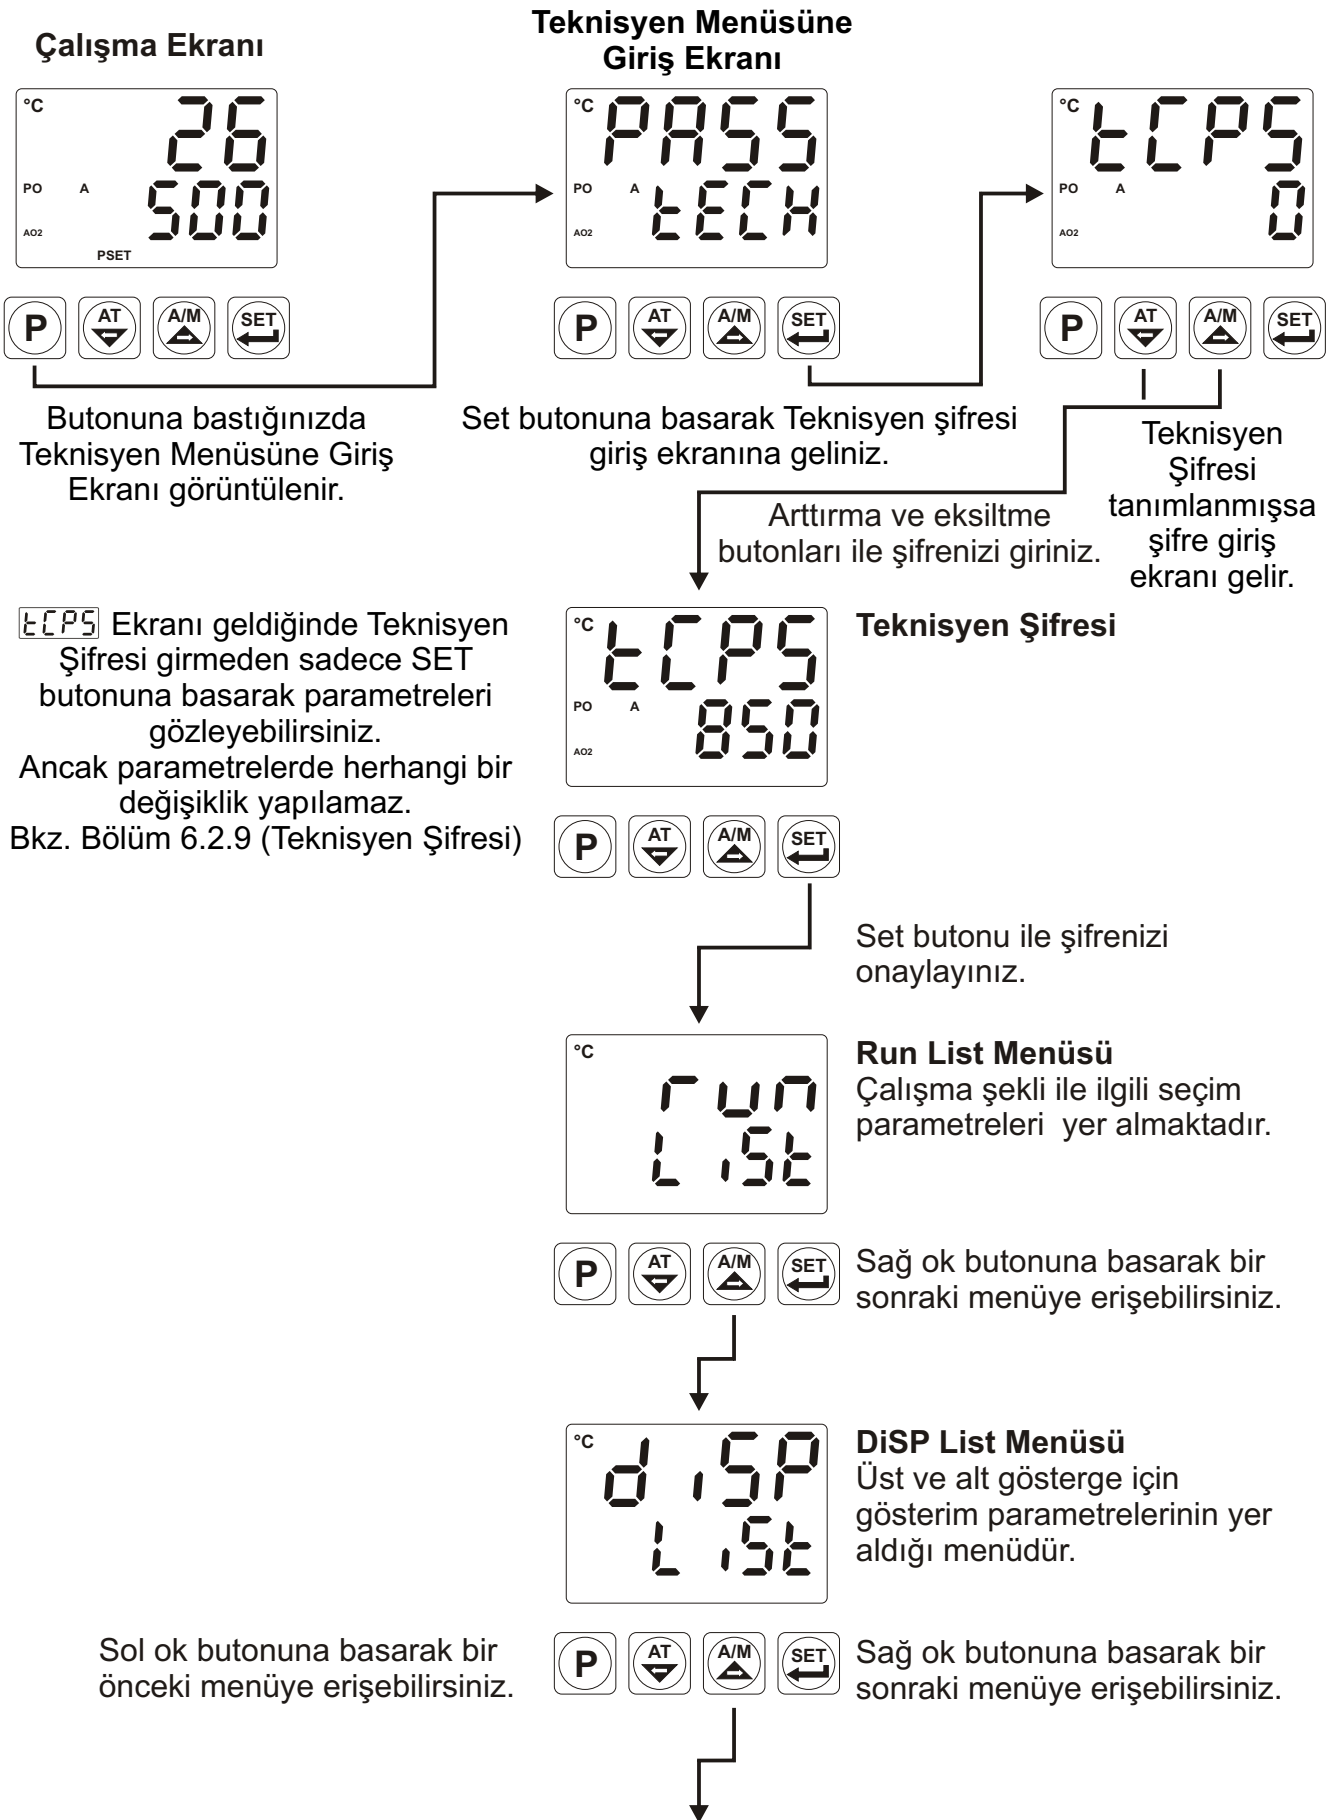 Çalışma Ekranı
Teknisyen Menüsüne
Giriş Ekranı
°C
26
PO A
500
AO2
PSET
°C
PASS
PO A
tECH
AO2
°C
tCPS
PO A
0
AO2
P AT A/M SET
P AT A/M SET
P AT A/M SET
Butonuna bastığınızda
Teknisyen Menüsüne Giriş
Ekranı görüntülenir.
Set butonuna basarak Teknisyen şifresi
giriş ekranına geliniz.
Teknisyen
Şifresi
tanımlanmışsa
şifre giriş
ekranı gelir.
Arttırma ve eksiltme
butonları ile şifrenizi giriniz.
tCPS Ekranı geldiğinde Teknisyen
Şifresi girmeden sadece SET
butonuna basarak parametreleri
gözleyebilirsiniz.
Ancak parametrelerde herhangi bir
değişiklik yapılamaz.
Bkz. Bölüm 6.2.9 (Teknisyen Şifresi)
°C
tCPS
PO A
850
AO2
Teknisyen Şifresi
P AT A/M SET
Set butonu ile şifrenizi
onaylayınız.
°C
run
LiSt
Run List Menüsü
Çalışma şekli ile ilgili seçim
parametreleri yer almaktadır.
P AT A/M SET
Sağ ok butonuna basarak bir
sonraki menüye erişebilirsiniz.
°C
diSP
LiSt
DiSP List Menüsü
Üst ve alt gösterge için
gösterim parametrelerinin yer
aldığı menüdür.
Sol ok butonuna basarak bir
önceki menüye erişebilirsiniz.
P AT A/M SET
Sağ ok butonuna basarak bir
sonraki menüye erişebilirsiniz.